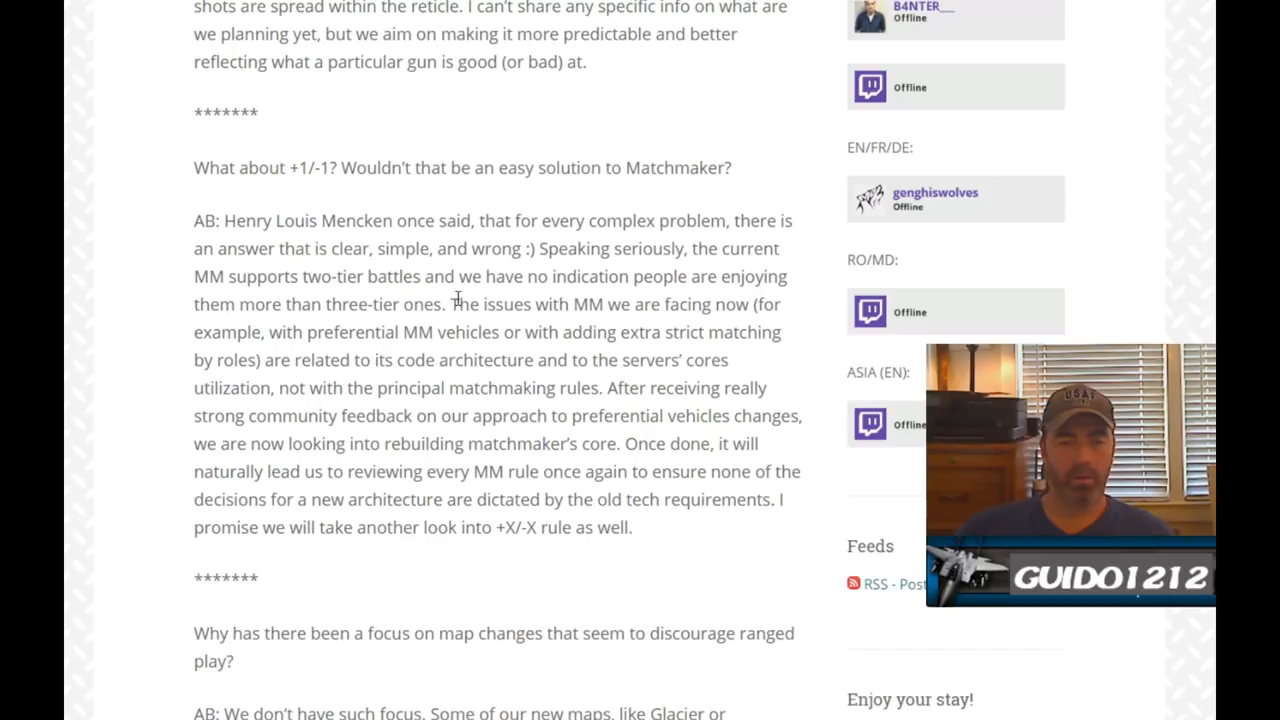 shots are spread within the reticle. I can't share any specific info on what are
we planning yet, but we aim on making it more predictable and better
reflecting what a particular gun is good (or bad) at.
*******
What about +1/-1? Wouldn't that be an easy solution to Matchmaker?
AB: Henry Louis Mencken once said, that for every complex problem, there is
an answer that is clear, simple, and wrong :) Speaking seriously, the current
MM supports two-tier battles and we have no indication people are enjoying
them more than three-tier ones. The issues with MM we are facing now (for
example, with preferential MM vehicles or with adding extra strict matching
by roles) are related to its code architecture and to the servers' cores
utilization, not with the principal matchmaking rules. After receiving really
strong community feedback on our approach to preferential vehicles changes,
we are now looking into rebuilding matchmaker's core. Once done, it will
naturally lead us to reviewing every MM rule once again to ensure none of the
decisions for a new architecture are dictated by the old tech requirements. I
promise we will take another look into +X/-X rule as well.
*******
Why has there been a focus on map changes that seem to discourage ranged
play?
AB: We don't have such focus. Some of our new maps, like Glacier or
B4NTER___
Offline
Offline
EN/FR/DE:
genghiswolves
Offline
RO/MD:
Offline
ASIA (EN):
Offline
Feeds
RSS - Post
Enjoy your stay!
USAF
GUIDO1212